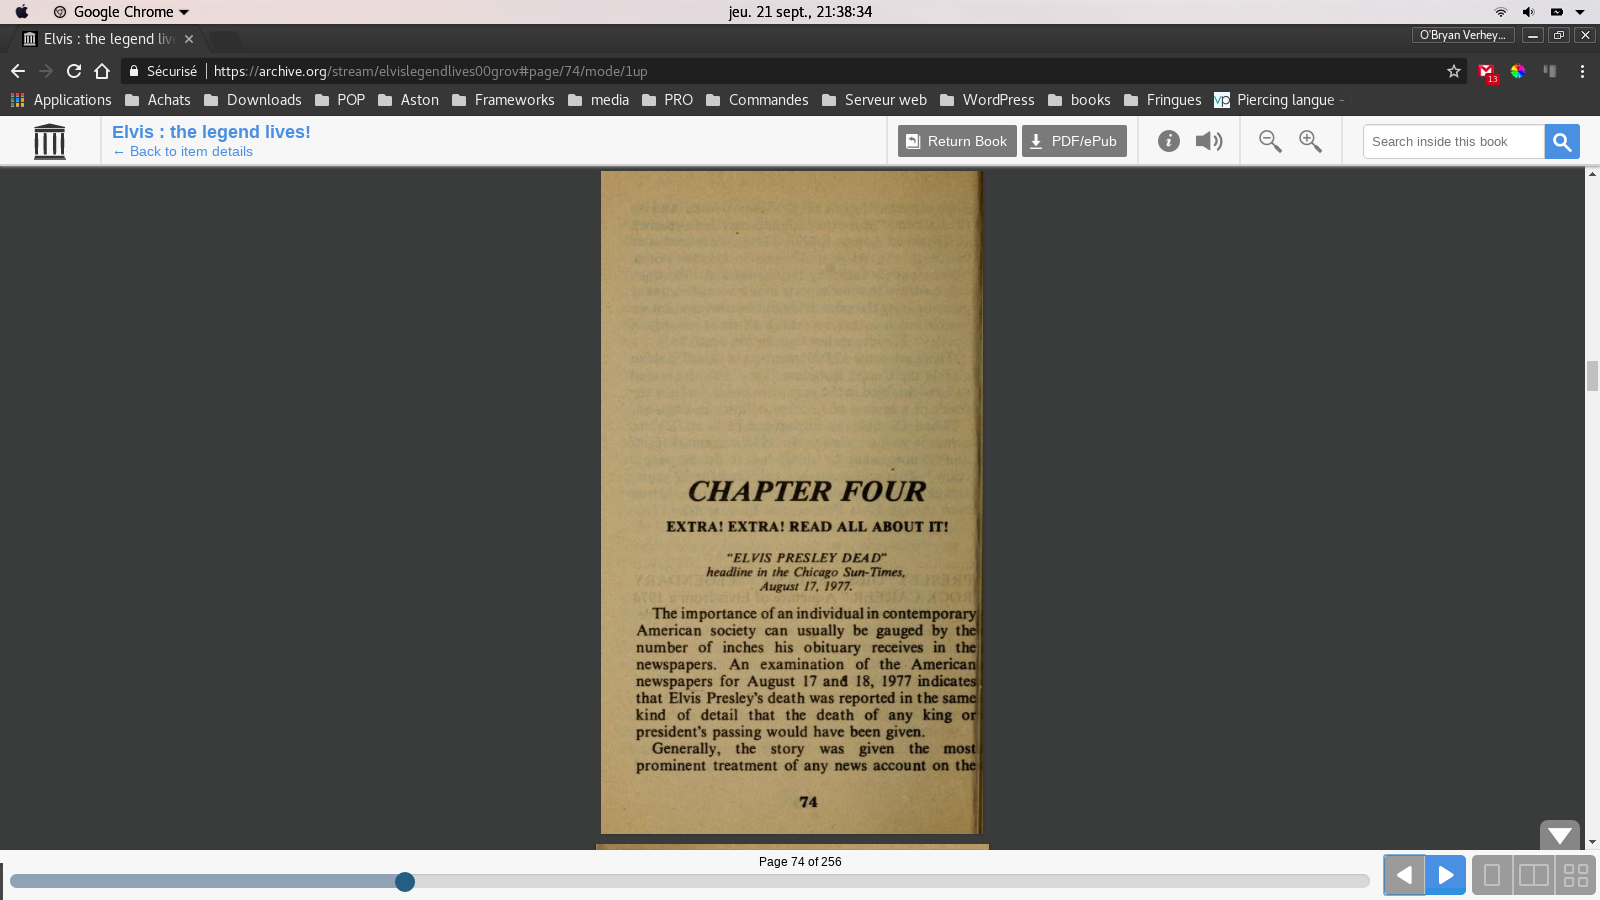 Google Chrome
jeu. 21 sept., 21:38:34
Elvis : the legend live
O'Bryan Verhey...
Sécurisé
https://archive.org/stream/elvislegendlives00grov#page/74/mode/1up
13
Applications
Achats
Downloads
POP
Aston
Frameworks
media
PRO
Commandes
Serveur web
WordPress
books
Fringues
vp
Piercing langue -
Elvis : the legend lives!
← Back to item details
Return Book
PDF/ePub
Search inside this book
CHAPTER FOUR
EXTRA! EXTRA! READ ALL ABOUT IT!
"ELVIS PRESLEY DEAD"
headline in the Chicago Sun-Times,
August 17, 1977.
The importance of an individual in contemporary
American society can usually be gauged by the
number of inches his obituary receives in the
newspapers. An examination of the American
newspapers for August 17 and 18, 1977 indicates
that Elvis Presley's death was reported in the same
kind of detail that the death of any king or
president's passing would have been given.
Generally, the story was given the most
prominent treatment of any news account on the
74
Page 74 of 256